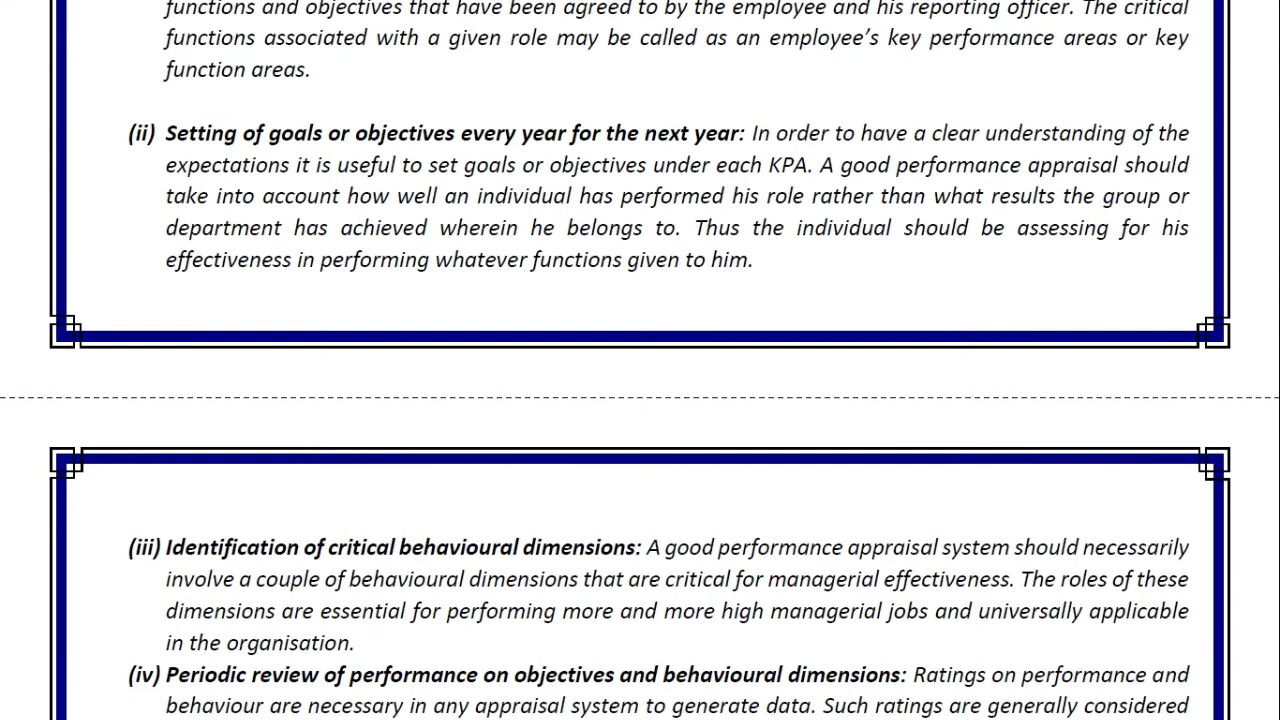 functions and objectives that have been agreed to by the employee and his reporting officer. The critical
functions associated with a given role may be called as an employee’s key performance areas or key
function areas.
(ii) Setting of goals or objectives every year for the next year: In order to have a clear understanding of the
expectations it is useful to set goals or objectives under each KPA. A good performance appraisal should
take into account how well an individual has performed his role rather than what results the group or
department has achieved wherein he belongs to. Thus the individual should be assessing for his
effectiveness in performing whatever functions given to him.
(iii) Identification of critical behavioural dimensions: A good performance appraisal system should necessarily
involve a couple of behavioural dimensions that are critical for managerial effectiveness. The roles of these
dimensions are essential for performing more and more high managerial jobs and universally applicable
in the organisation.
(iv) Periodic review of performance on objectives and behavioural dimensions: Ratings on performance and
behaviour are necessary in any appraisal system to generate data. Such ratings are generally considered